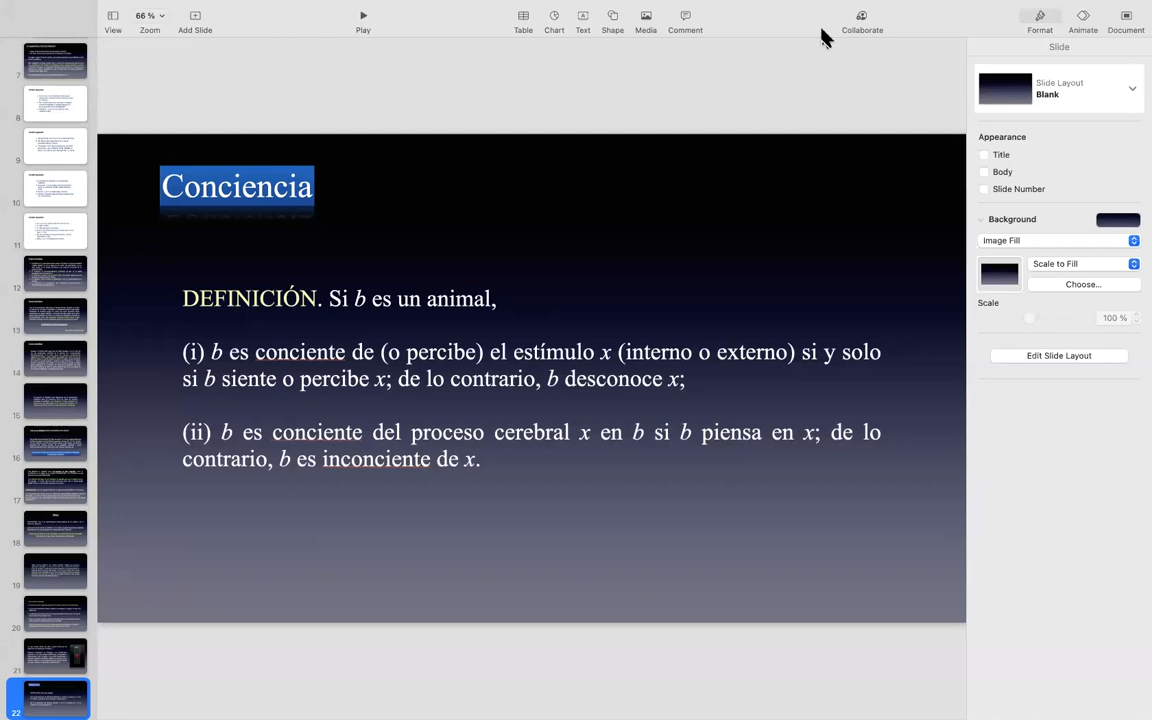 66 %
View
Zoom
Add Slide
Play
Table
Chart
Text
Shape
Media
Comment
Collaborate
Format
Animate
Document
7
8
9
10
11
12
13
14
15
16
17
18
19
20
21
22
Conciencia
DEFINICIÓN. Si b es un animal,
(i) b es conciente de (o percibe) el estímulo x (interno o externo) si y solo
si b siente o percibe x; de lo contrario, b desconoce x;
(ii) b es conciente del proceso cerebral x en b si b piensa en x; de lo
contrario, b es inconciente de x.
Slide
Slide Layout
Blank
Appearance
Title
Body
Slide Number
Background
Image Fill
Scale to Fill
Choose...
Scale
100 %
Edit Slide Layout